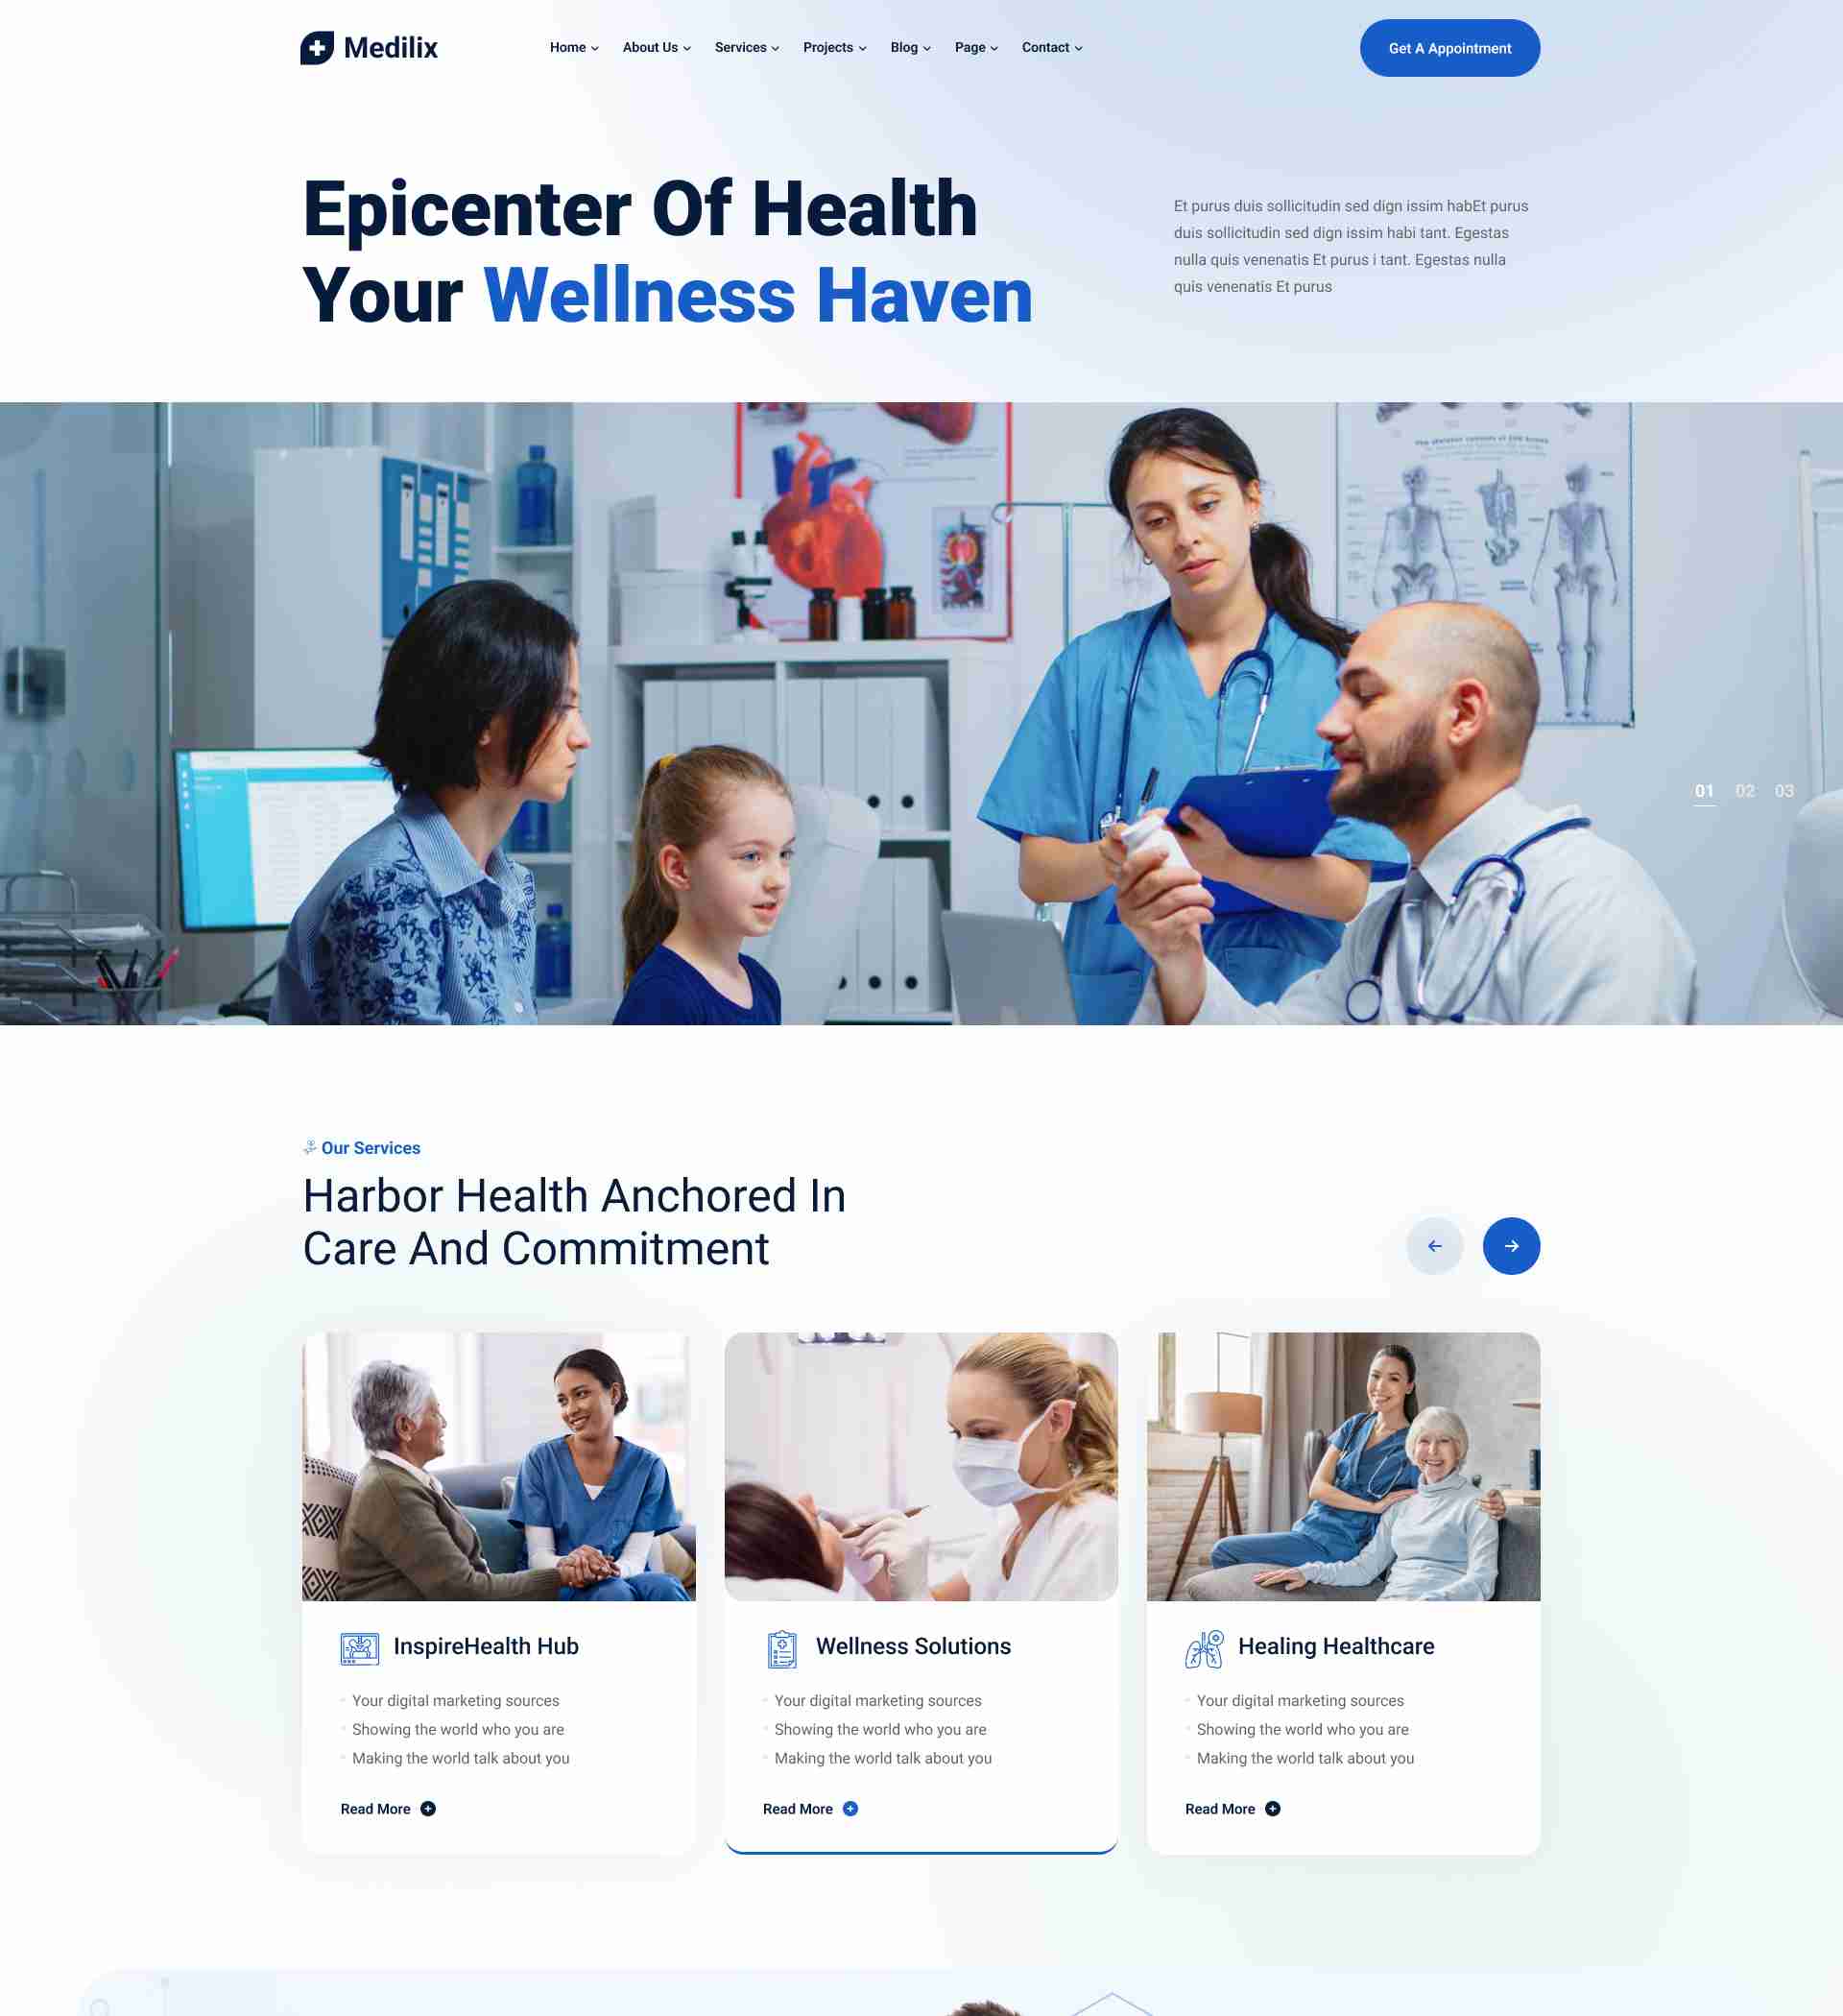 Medilix
Home
About Us
Services
Projects
Blog
Page
Contact
Get A Appointment
Epicenter Of Health
Your Wellness Haven
Et purus duis sollicitudin sed dign issim habEt purus
duis sollicitudin sed dign issim habi tant. Egestas
nulla quis venenatis Et purus i tant. Egestas nulla
quis venenatis Et purus
01 02 03
Our Services
Harbor Health Anchored In
Care And Commitment
InspireHealth Hub
Your digital marketing sources
Showing the world who you are
Making the world talk about you
Read More
Wellness Solutions
Your digital marketing sources
Showing the world who you are
Making the world talk about you
Read More
Healing Healthcare
Your digital marketing sources
Showing the world who you are
Making the world talk about you
Read More